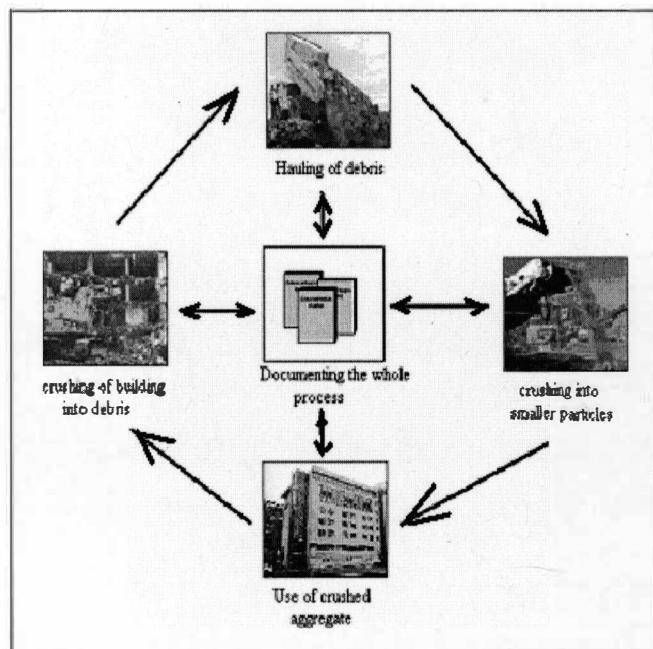 Hauling of debris
crushing of building
into debris
Documenting the whole
process
crushing into
smaller particles
Use of crushed
aggregate